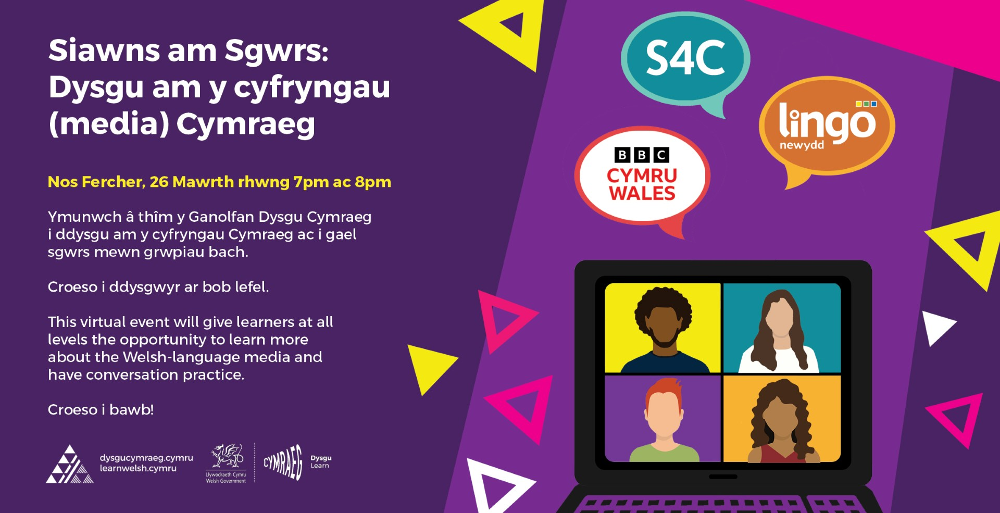 Siawns am Sgwrs:
Dysgu am y cyfryngau
(media) Cymraeg
Nos Fercher, 26 Mawrth rhwng 7pm ac 8pm
Ymunwch â thîm y Ganolfan Dysgu Cymraeg
i ddysgu am y cyfryngau Cymraeg ac i gael
sgwrs mewn grwpiau bach.
Croeso i ddysgwyr ar bob lefel.
This virtual event will give learners at all
levels the opportunity to learn more
about the Welsh-language media and
have conversation practice.
Croeso i bawb!
dysgucymraeg.cymru
learnwelsh.cymru
Llywodraeth Cymru
Welsh Government
CYMRAEG
Dysgu
Learn
S4C
lingo
newydd
BBC
CYMRU
WALES